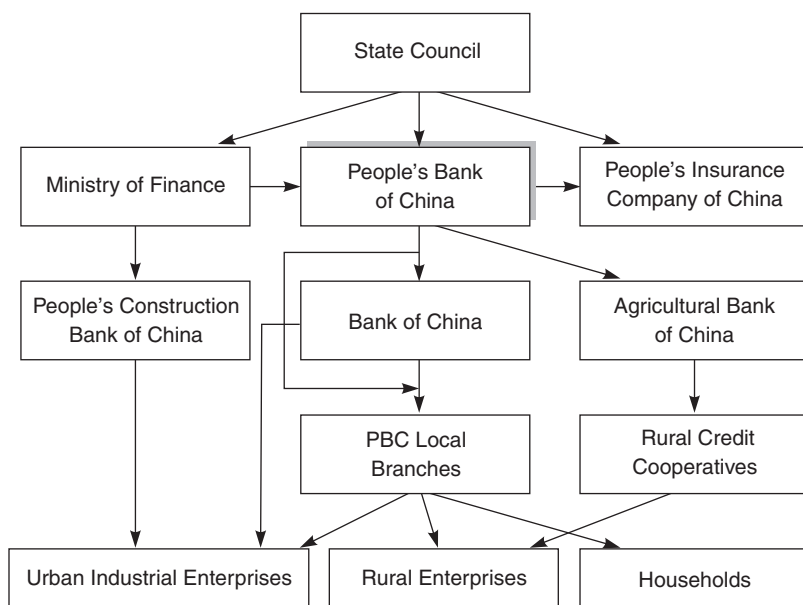 State Council
Ministry of Finance
People’s Bank
of China
People’s Insurance
Company of China
People’s Construction
Bank of China
Bank of China
Agricultural Bank
of China
PBC Local
Branches
Rural Credit
Cooperatives
Urban Industrial Enterprises
Rural Enterprises
Households